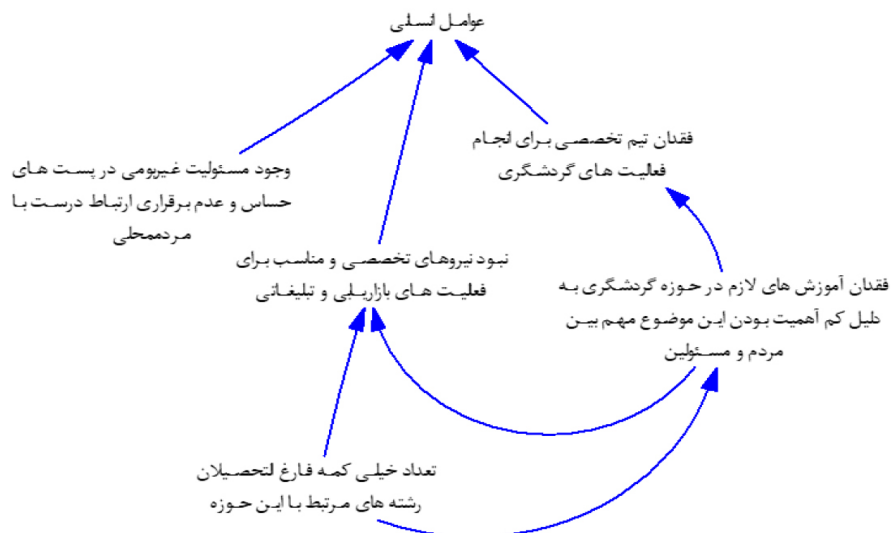 عوامل انسانی
فقدان تیم تخصصی برای انجام
فعالیت های گردشگری
وجود مسئولیت غیربومی در پست های
حساس و عدم برقراری ارتباط درست با
مردممحلی
نبود نیروهای تخصصی و مناسب برای
فعالیت های بازاریابی و تبلیغاتی
فقدان آموزش های لازم در حوزه گردشگری به
دلیل کم آهمیت بودن این موضوع مهم بین
مردم و مسئولین
تعداد خیلی کمه فارغ لتحصیلان
رشته های مرتبط با این حوزه